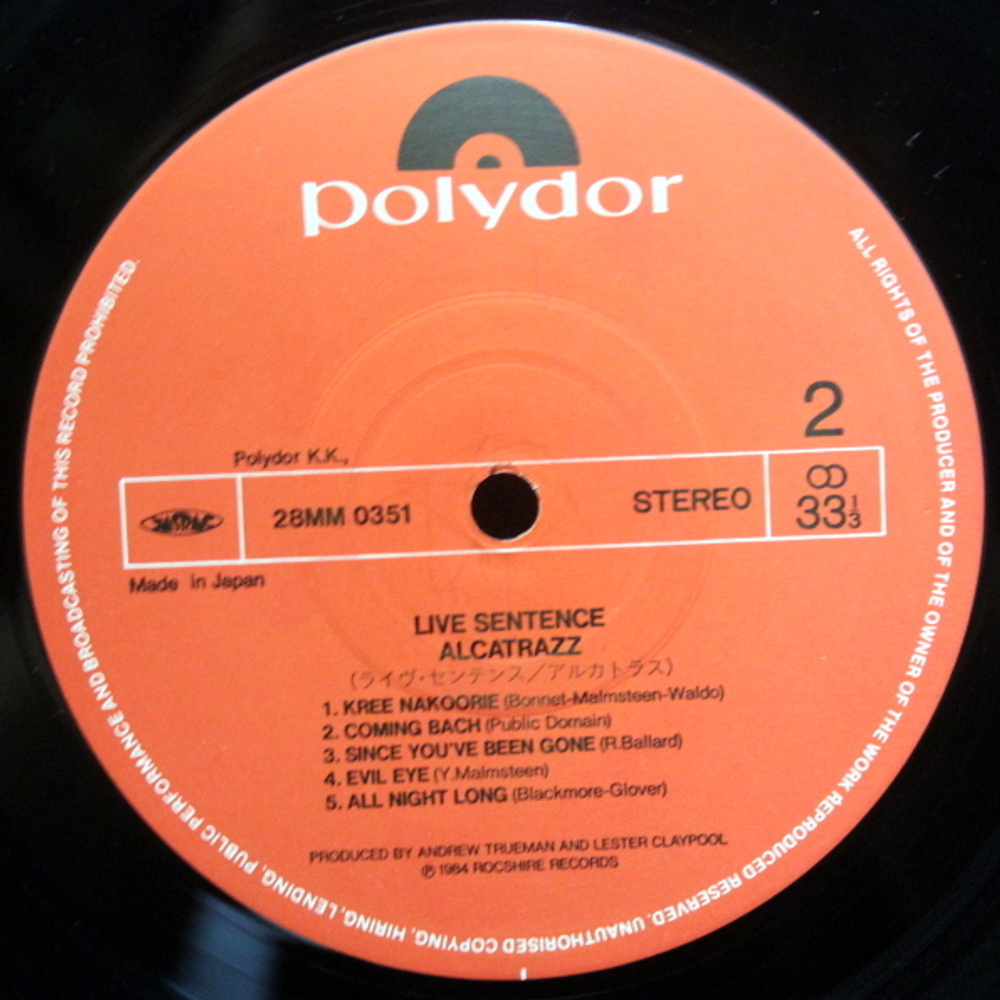 polydor
2
Polydor K.K.,
JASRAC
28MM 0351
STEREO
33 1/3
Made in Japan
LIVE SENTENCE
ALCATRAZZ
(ライヴ・センテンス/アルカトラス)
1. KREE NAKOORIE (Bonnet-Malmsteen-Waldo)
2. COMING BACH (Public Domain)
3. SINCE YOU'VE BEEN GONE (R.Ballard)
4. EVIL EYE (Y.Malmsteen)
5. ALL NIGHT LONG (Blackmore-Glover)
PRODUCED BY ANDREW TRUEMAN AND LESTER CLAYPOOL
Ⓟ 1984 ROCSHIRE RECORDS
ALL RIGHTS OF THE PRODUCER AND OF THE OWNER OF THE WORK REPRODUCED RESERVED. UNAUTHORISED COPYING, HIRING, LENDING, PUBLIC PERFORMANCE AND BROADCASTING OF THIS RECORD PROHIBITED.